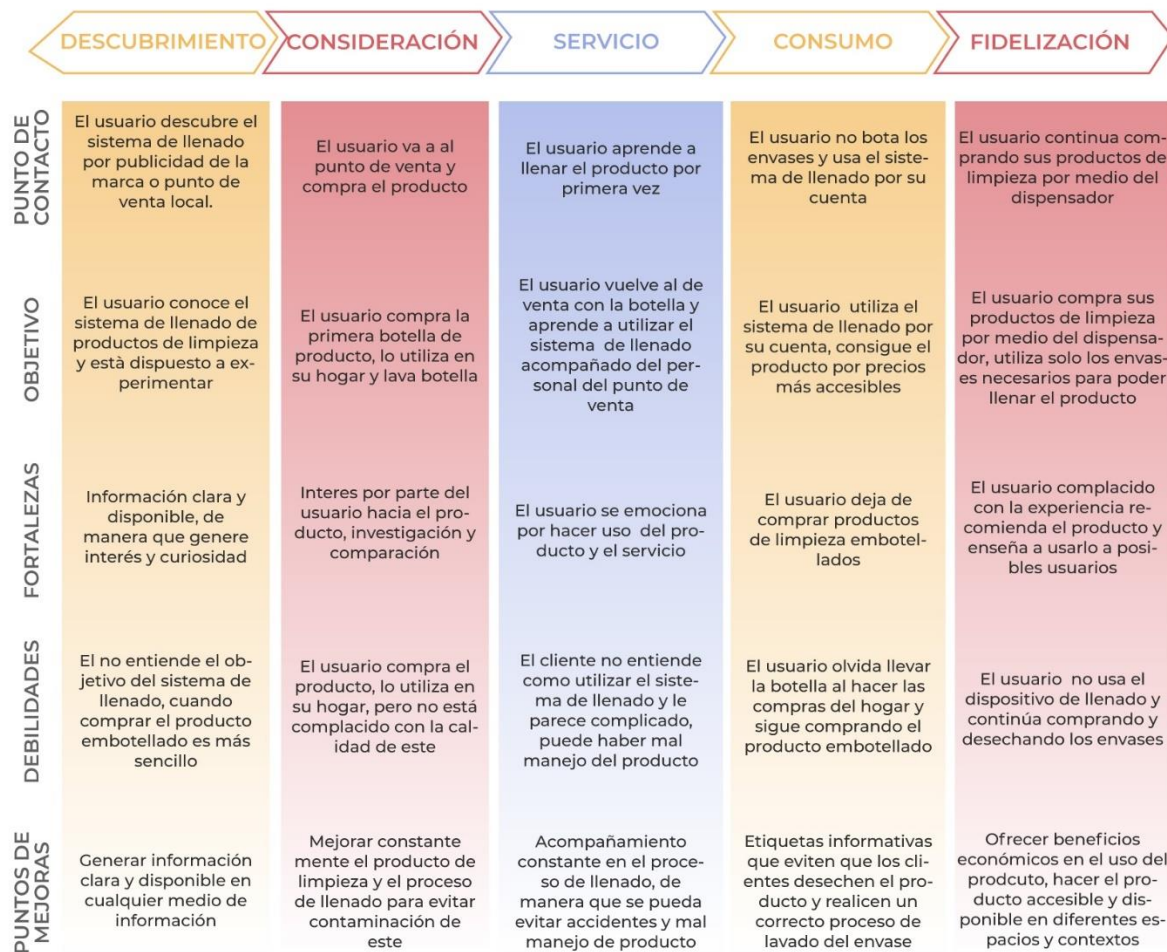 DESCUBRIMIENTO
CONSIDERACIÓN
SERVICIO
CONSUMO
FIDELIZACIÓN
PUNTO DE
CONTACTO
El usuario descubre el
sistema de llenado
por publicidad de la
marca o punto de
venta local.
El usuario va a al
punto de venta y
compra el producto
El usuario aprende a
llenar el producto por
primera vez
El usuario no bota los
envases y usa el siste-
ma de llenado por su
cuenta
El usuario continua com-
prando sus productos de
limpieza por medio del
dispensador
OBJETIVO
El usuario conoce el
sistema de llenado de
productos de limpieza
y està dispuesto a ex-
perimentar
El usuario compra la
primera botella de
producto, lo utiliza en
su hogar y lava botella
El usuario vuelve al de
venta con la botella y
aprende a utilizar el
sistema de llenado
acompañado del per-
sonal del punto de
venta
El usuario utiliza el
sistema de llenado por
su cuenta, consigue el
producto por precios
más accesibles
El usuario compra sus
productos de limpieza
por medio del dispensa-
dor, utiliza solo los envas-
es necesarios para poder
llenar el producto
FORTALEZAS
Información clara y
disponible, de
manera que genere
interés y curiosidad
Interes por parte del
usuario hacia el pro-
ducto, investigación y
comparación
El usuario se emociona
por hacer uso del pro-
ducto y el servicio
El usuario deja de
comprar productos
de limpieza embotel-
lados
El usuario complacido
con la experiencia re-
comienda el producto y
enseña a usarlo a posi-
bles usuarios
DEBILIDADES
El no entiende el ob-
jetivo del sistema de
llenado, cuando
comprar el producto
embotellado es más
sencillo
El usuario compra el
producto, lo utiliza en
su hogar, pero no está
complacido con la cal-
idad de este
El cliente no entiende
como utilizar el siste-
ma de llenado y le
parece complicado,
puede haber mal
manejo del producto
El usuario olvida llevar
la botella al hacer las
compras del hogar y
sigue comprando el
producto embotellado
El usuario no usa el
dispositivo de llenado y
continúa comprando y
desechando los envases
PUNTOS DE
MEJORAS
Generar información
clara y disponible en
cualquier medio de
información
Mejorar constante
mente el producto de
limpieza y el proceso
de llenado para evitar
contaminación de
este
Acompañamiento
constante en el proce-
so de llenado, de
manera que se pueda
evitar accidentes y mal
manejo de producto
Etiquetas informativas
que eviten que los cli-
entes desechen el pro-
ducto y realicen un
correcto proceso de
lavado del envase
Ofrecer beneficios
económicos en el uso del
prodcuto, hacer el pro-
ducto accesible y dis-
ponible en diferentes es-
pacios y contextos